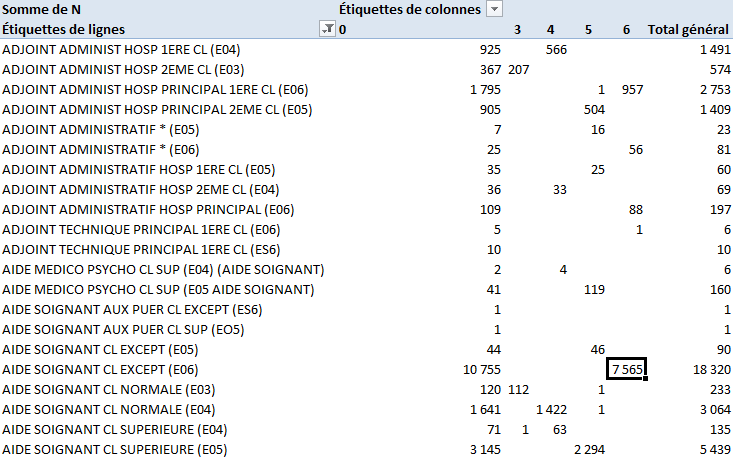 Somme de N Étiquettes de colonnes
Étiquettes de lignes 0 3 4 5 6 Total général
ADJOINT ADMINIST HOSP 1ERE CL (E04) 925 566 1 491
ADJOINT ADMINIST HOSP 2EME CL (E03) 367 207 574
ADJOINT ADMINIST HOSP PRINCIPAL 1ERE CL (E06) 1 795 1 957 2 753
ADJOINT ADMINIST HOSP PRINCIPAL 2EME CL (E05) 905 504 1 409
ADJOINT ADMINISTRATIF * (E05) 7 16 23
ADJOINT ADMINISTRATIF * (E06) 25 56 81
ADJOINT ADMINISTRATIF HOSP 1ERE CL (E05) 35 25 60
ADJOINT ADMINISTRATIF HOSP 2EME CL (E04) 36 33 69
ADJOINT ADMINISTRATIF HOSP PRINCIPAL (E06) 109 88 197
ADJOINT TECHNIQUE PRINCIPAL 1ERE CL (E06) 5 1 6
ADJOINT TECHNIQUE PRINCIPAL 1ERE CL (ES6) 10 10
AIDE MEDICO PSYCHO CL SUP (E04) (AIDE SOIGNANT) 2 4 6
AIDE MEDICO PSYCHO CL SUP (E05 AIDE SOIGNANT) 41 119 160
AIDE SOIGNANT AUX PUER CL EXCEPT (ES6) 1 1
AIDE SOIGNANT AUX PUER CL SUP (EO5) 1 1
AIDE SOIGNANT CL EXCEPT (E05) 44 46 90
AIDE SOIGNANT CL EXCEPT (E06) 10 755 7 565 18 320
AIDE SOIGNANT CL NORMALE (E03) 120 112 1 233
AIDE SOIGNANT CL NORMALE (E04) 1 641 1 422 1 3 064
AIDE SOIGNANT CL SUPERIEURE (E04) 71 1 63 135
AIDE SOIGNANT CL SUPERIEURE (E05) 3 145 2 294 5 439